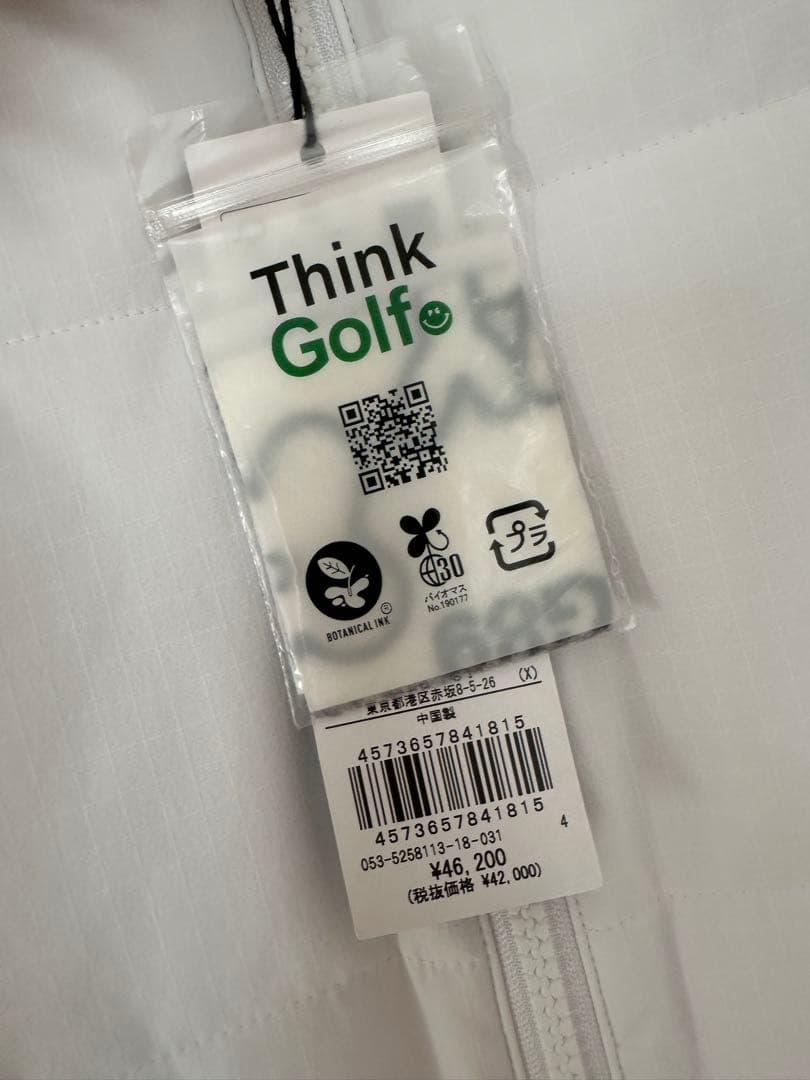 Think
Golf
プラ
30
バイオマス
No.190177
BOTANICAL INK
R
東京都港区赤坂8-5-26 (X)
中国製
4573657841815
4573657841815
053-5258113-18-031 4
¥46,200
(税抜価格 ¥42,000)